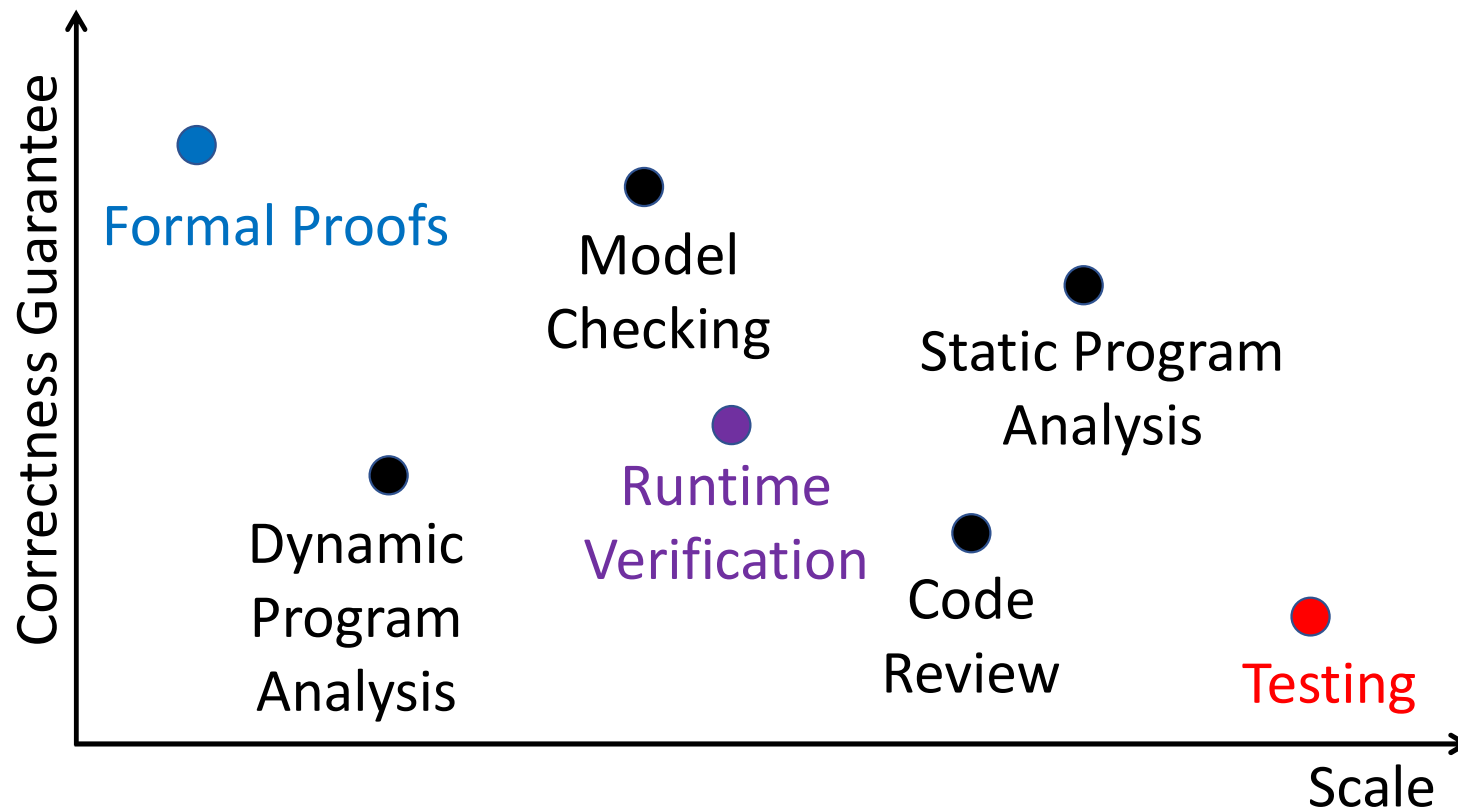 Correctness Guarantee
Formal Proofs
Model
Checking
Static Program
Analysis
Runtime
Verification
Dynamic
Program
Analysis
Code
Review
Testing
Scale